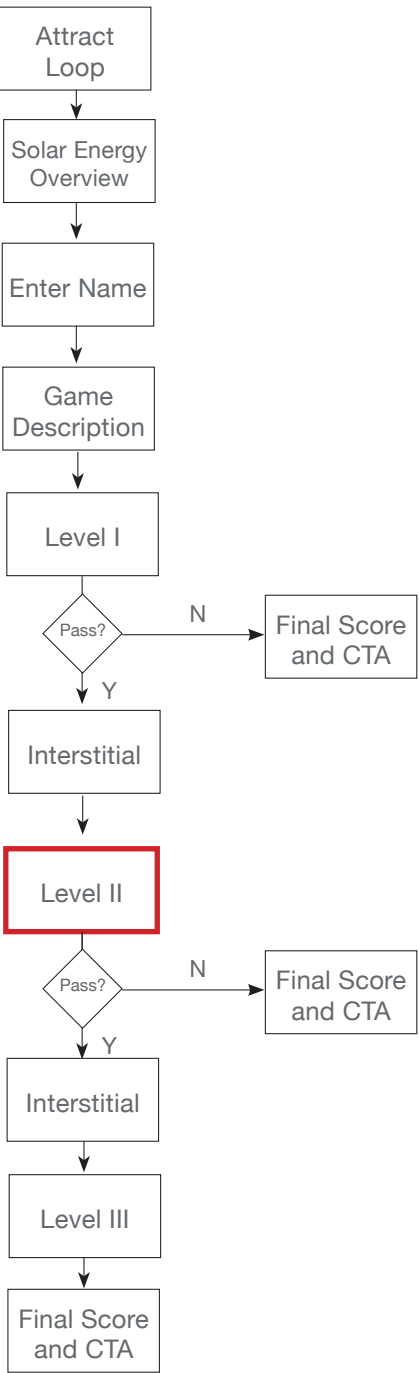 Attract
Loop
Solar Energy
Overview
Enter Name
Game
Description
Level I
Pass?
N
Final Score
and CTA
Y
Interstitial
Level II
Pass?
N
Final Score
and CTA
Y
Interstitial
Level III
Final Score
and CTA